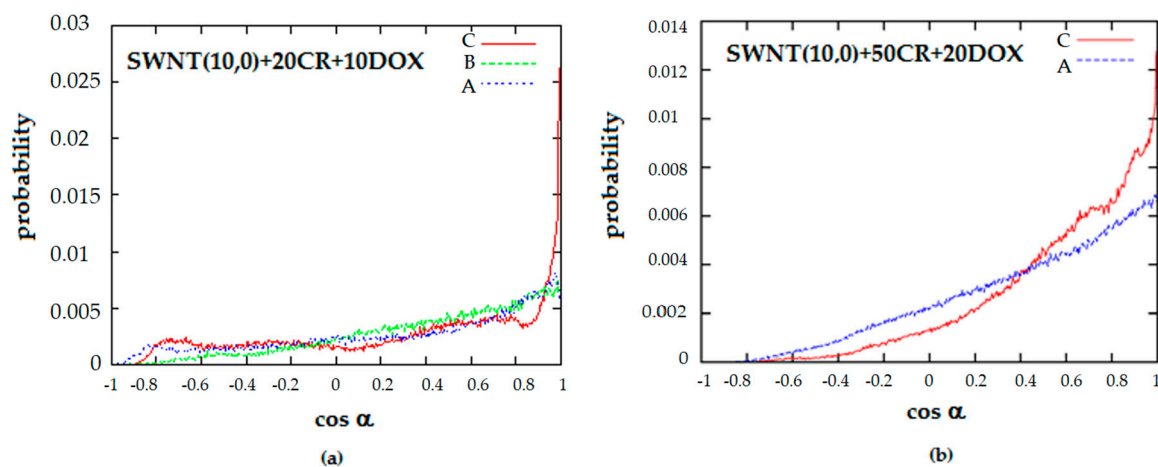 0.03
0.025
0.02
0.015
0.01
0.005
0
probability
SWNT(10,0)+20CR+10DOX
C
B
A
-1 -0.8 -0.6 -0.4 -0.2 0 0.2 0.4 0.6 0.8 1
cos α
(a)
0.014
0.012
0.01
0.008
0.006
0.004
0.002
0
probability
SWNT(10,0)+50CR+20DOX
C
A
-1 -0.8 -0.6 -0.4 -0.2 0 0.2 0.4 0.6 0.8 1
cos α
(b)